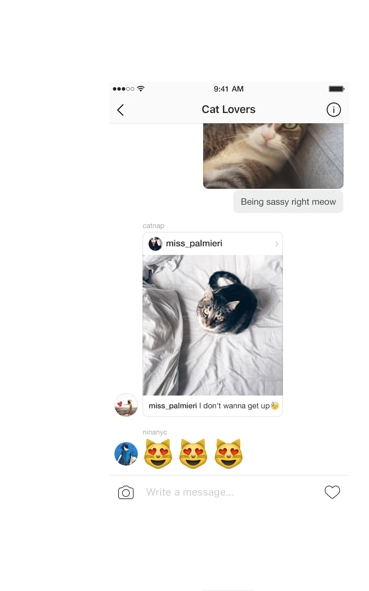 9:41 AM
Cat Lovers
Being sassy right meow
catnap
miss_palmieri
miss_palmieri I don't wanna get up
ninanyc
Write a message...